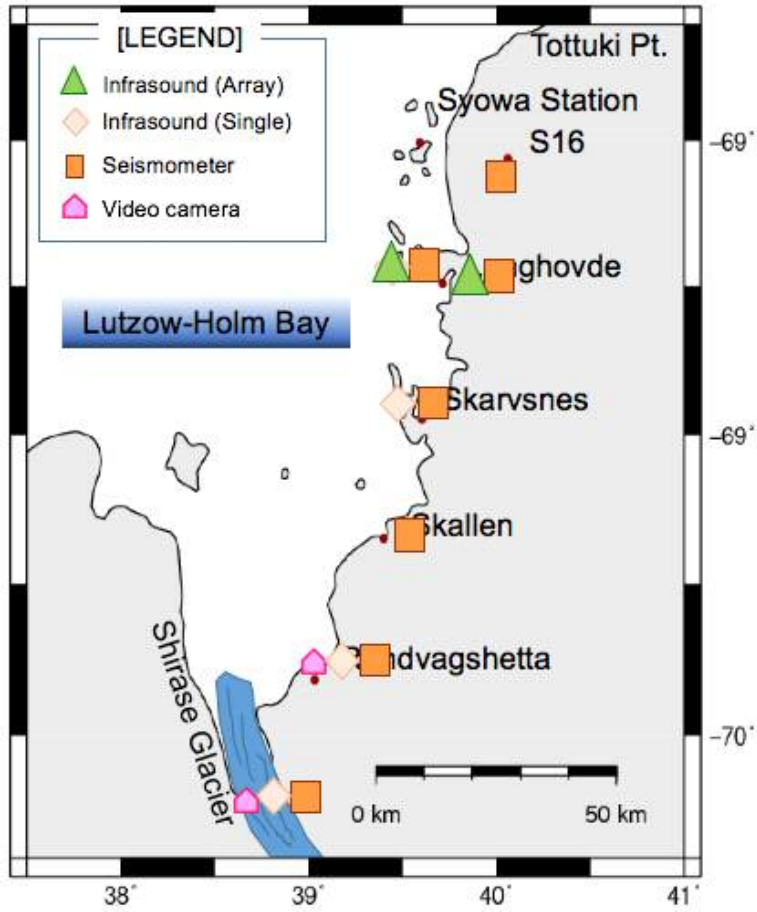 [LEGEND]
Infrasound (Array)
Infrasound (Single)
Seismometer
Video camera
Tottuki Pt.
Syowa Station
S16
-69˚
nghovde
Lutzow-Holm Bay
Skarvsnes
-69˚
Skallen
ndvagshetta
Shirase Glacier
-70˚
0 km
50 km
38˚
39˚
40˚
41˚